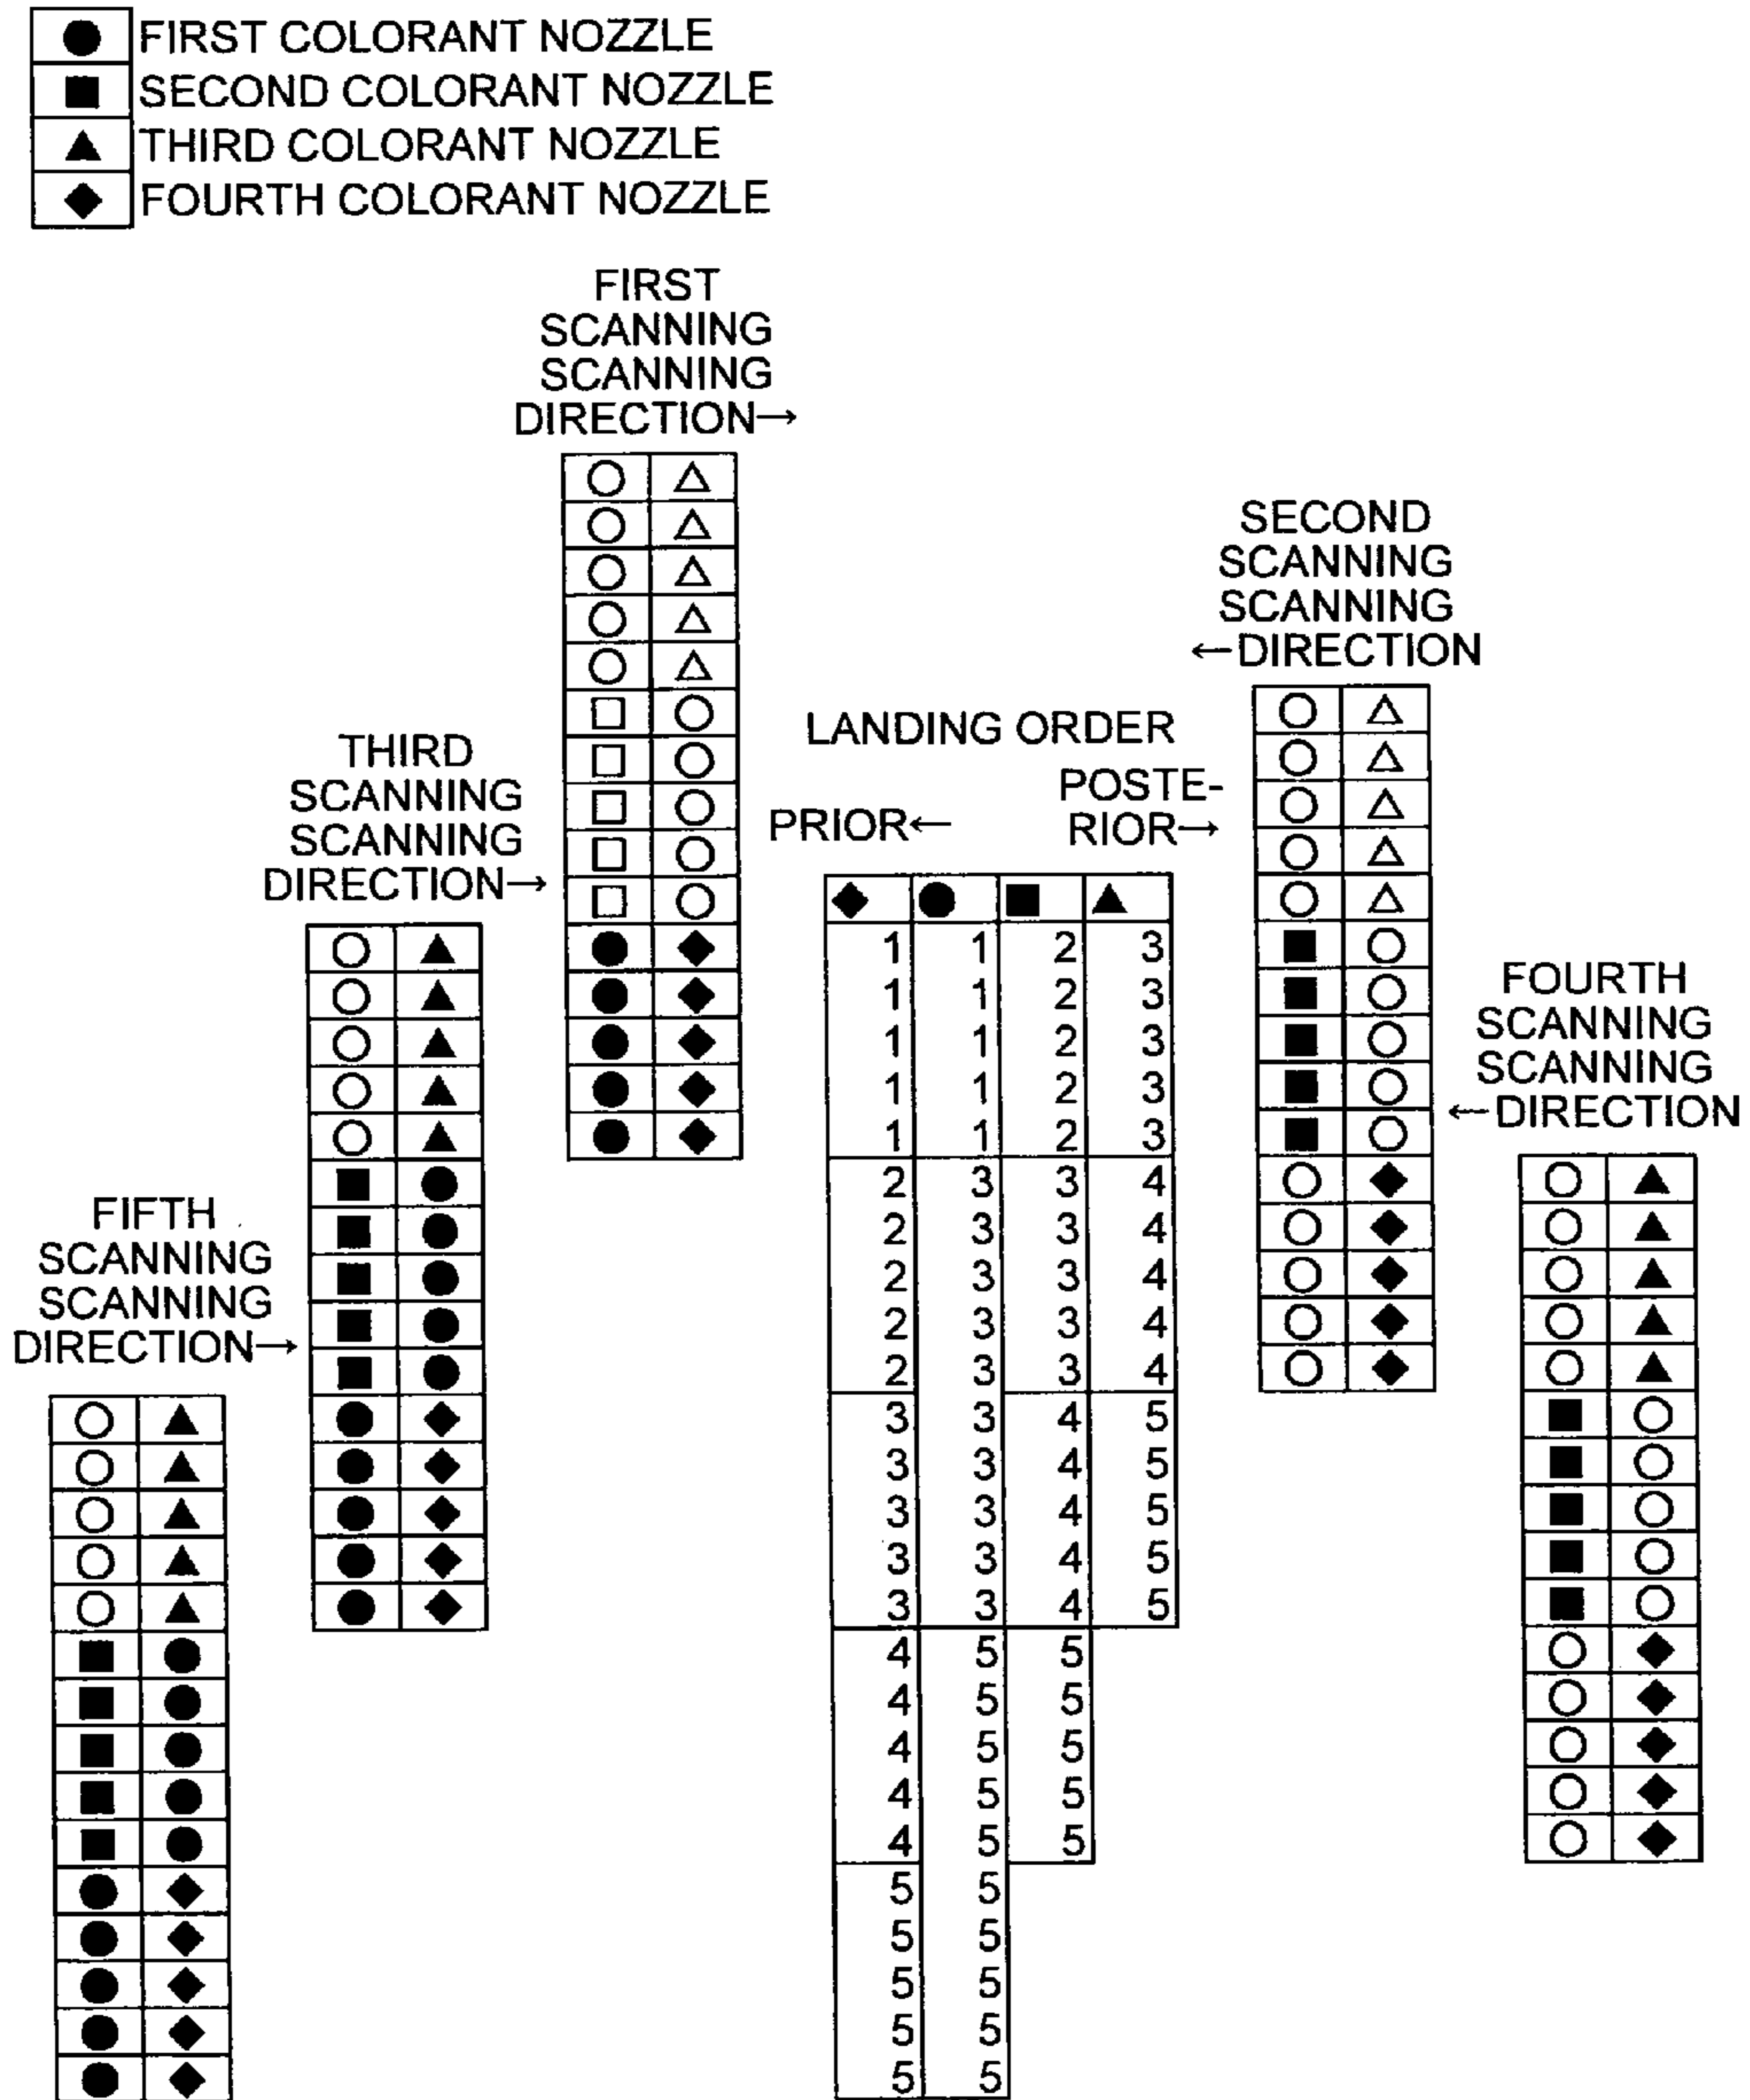 FIRST COLORANT NOZZLE
SECOND COLORANT NOZZLE
THIRD COLORANT NOZZLE
FOURTH COLORANT NOZZLE
FIRST
SCANNING
SCANNING
DIRECTION→
SECOND
SCANNING
SCANNING
←DIRECTION
THIRD
SCANNING
SCANNING
DIRECTION→
LANDING ORDER
PRIOR←
POSTE-
RIOR→
FOURTH
SCANNING
SCANNING
←DIRECTION
FIFTH
SCANNING
SCANNING
DIRECTION→
1 1 2 3
1 1 2 3
1 1 2 3
1 1 2 3
1 1 2 3
2 3 3 4
2 3 3 4
2 3 3 4
2 3 3 4
2 3 3 4
3 3 4 5
3 3 4 5
3 3 4 5
3 3 4 5
3 3 4 5
4 5 5
4 5 5
4 5 5
4 5 5
4 5 5
5 5
5 5
5 5
5 5
5 5